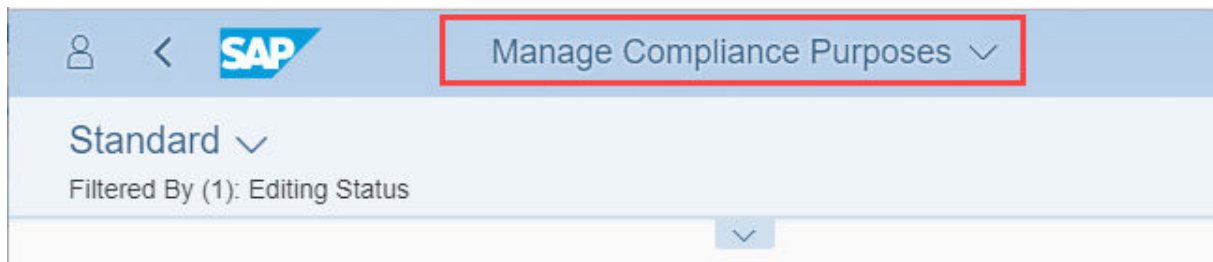 SAP Manage Compliance Purposes
Standard
Filtered By (1): Editing Status